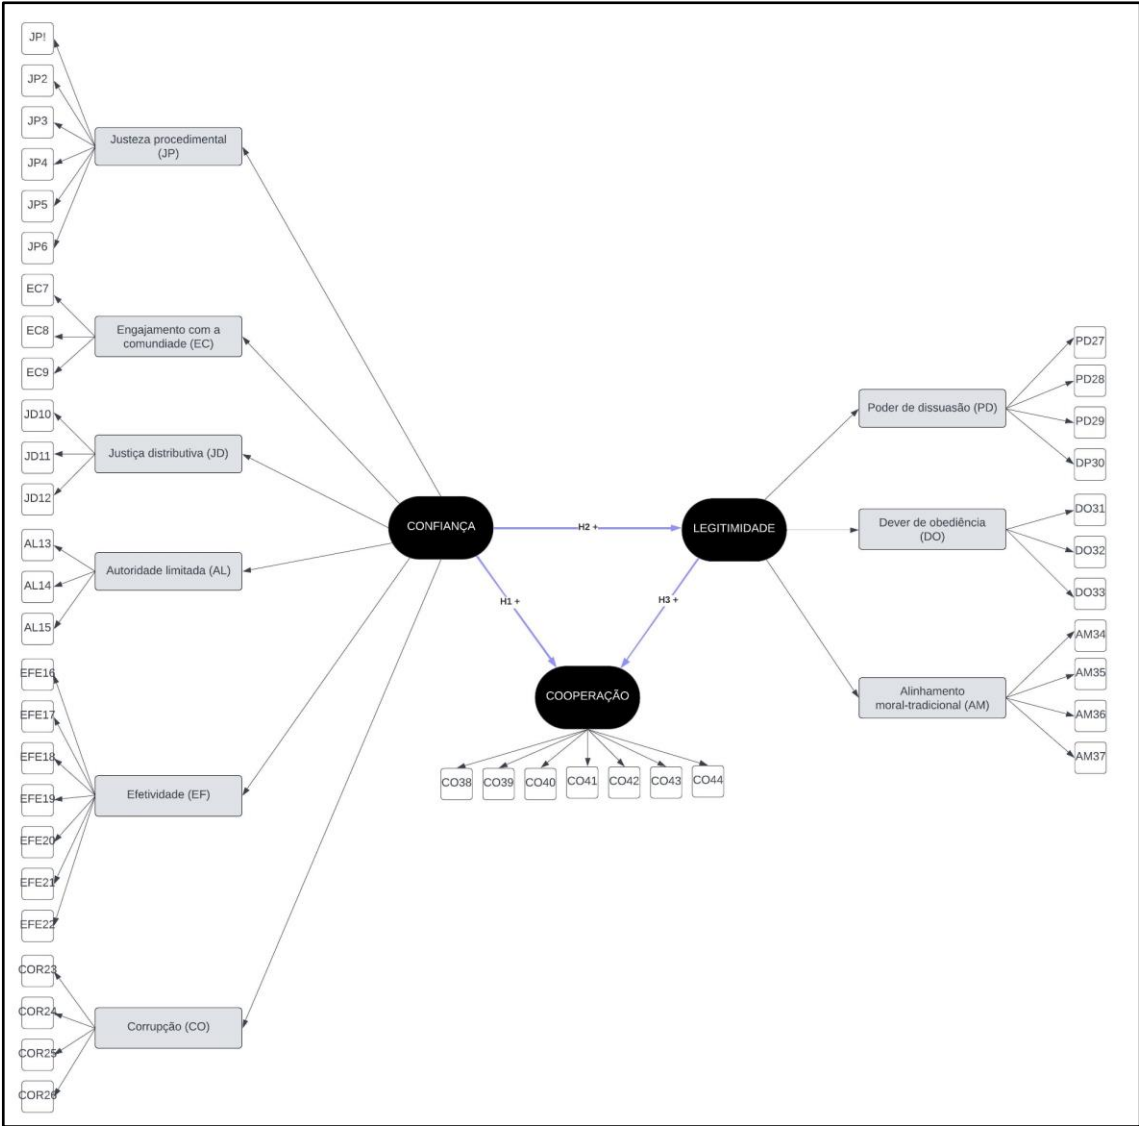 JP!
JP2
JP3
JP4
JP5
JP6
Justeza procedimental
(JP)
EC7
EC8
EC9
Engajamento com a
comundiade (EC)
JD10
JD11
JD12
Justiça distributiva (JD)
AL13
AL14
AL15
Autoridade limitada (AL)
EFE16
EFE17
EFE18
EFE19
EFE20
EFE21
EFE22
Efetividade (EF)
COR23
COR24
COR25
COR26
Corrupção (CO)
CONFIANÇA
H2 +
LEGITIMIDADE
H1 +
H3 +
COOPERAÇÃO
CO38
CO39
CO40
CO41
CO42
CO43
CO44
Poder de dissuasão (PD)
PD27
PD28
PD29
DP30
Dever de obediência
(DO)
DO31
DO32
DO33
Alinhamento
moral-tradicional (AM)
AM34
AM35
AM36
AM37